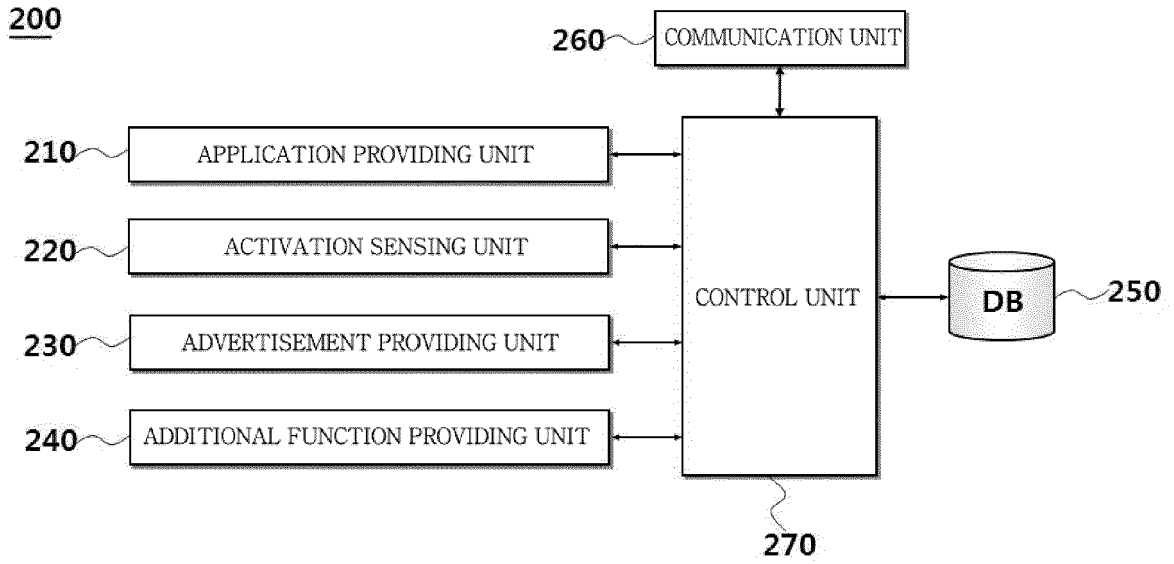 200
260
COMMUNICATION UNIT
210
APPLICATION PROVIDING UNIT
220
ACTIVATION SENSING UNIT
230
ADVERTISEMENT PROVIDING UNIT
240
ADDITIONAL FUNCTION PROVIDING UNIT
CONTROL UNIT
270
DB
250